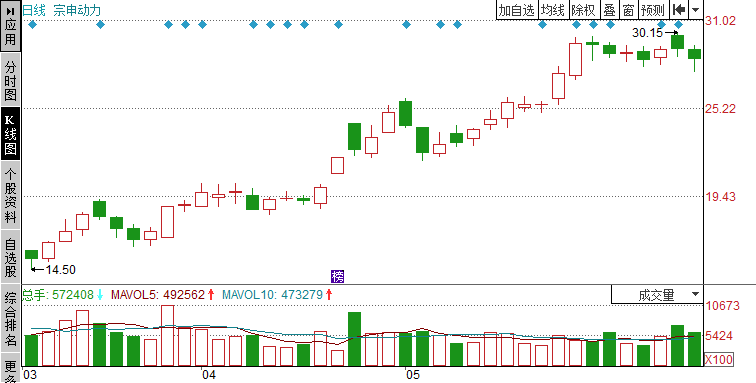 应用
分时图
K线图
个股资料
自选股
综合排名
更多
日线 宗申动力
加自选 均线 除权 叠 窗 预测
31.02
30.15
25.22
19.43
14.50
榜
总手: 572408 MAVOL5: 492562 MAVOL10: 473279
成交量
10673
5424
X100
03 04 05